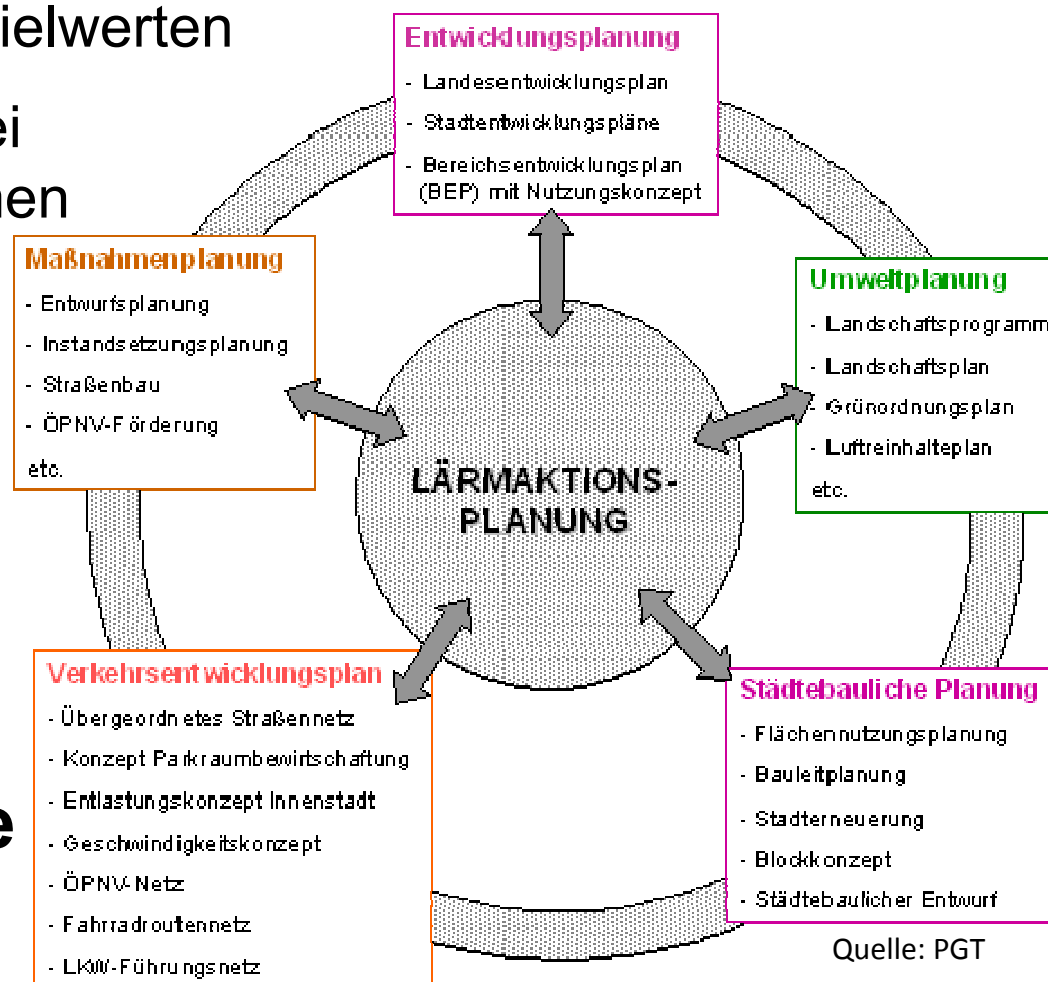 ielwerten
ei
nen
e
Entwicklungsplanung
- Landesentwicklungsplan
- Stadtentwicklungspläne
- Bereichsentwicklungsplan
(BEP) mit Nutzungskonzept
Maßnahmenplanung
- Entwurfsplanung
- Instandsetzungsplanung
- Straßenbau
- ÖPNV-Förderung
etc.
Umweltplanung
- Landschaftsprogramm
- Landschaftsplan
- Grünordnungsplan
- Luftreinhalteplan
etc.
LÄRMAKTIONS-
PLANUNG
Verkehrsentwicklungsplan
- Übergeordnetes Straßennetz
- Konzept Parkraumbewirtschaftung
- Entlastungskonzept Innenstadt
- Geschwindigkeitskonzept
- ÖPNV-Netz
- Fahrradroutennetz
- LKW-Führungsnetz
Städtebauliche Planung
- Flächennutzungsplanung
- Bauleitplanung
- Stadterneuerung
- Blockkonzept
- Städtebaulicher Entwurf
Quelle: PGT